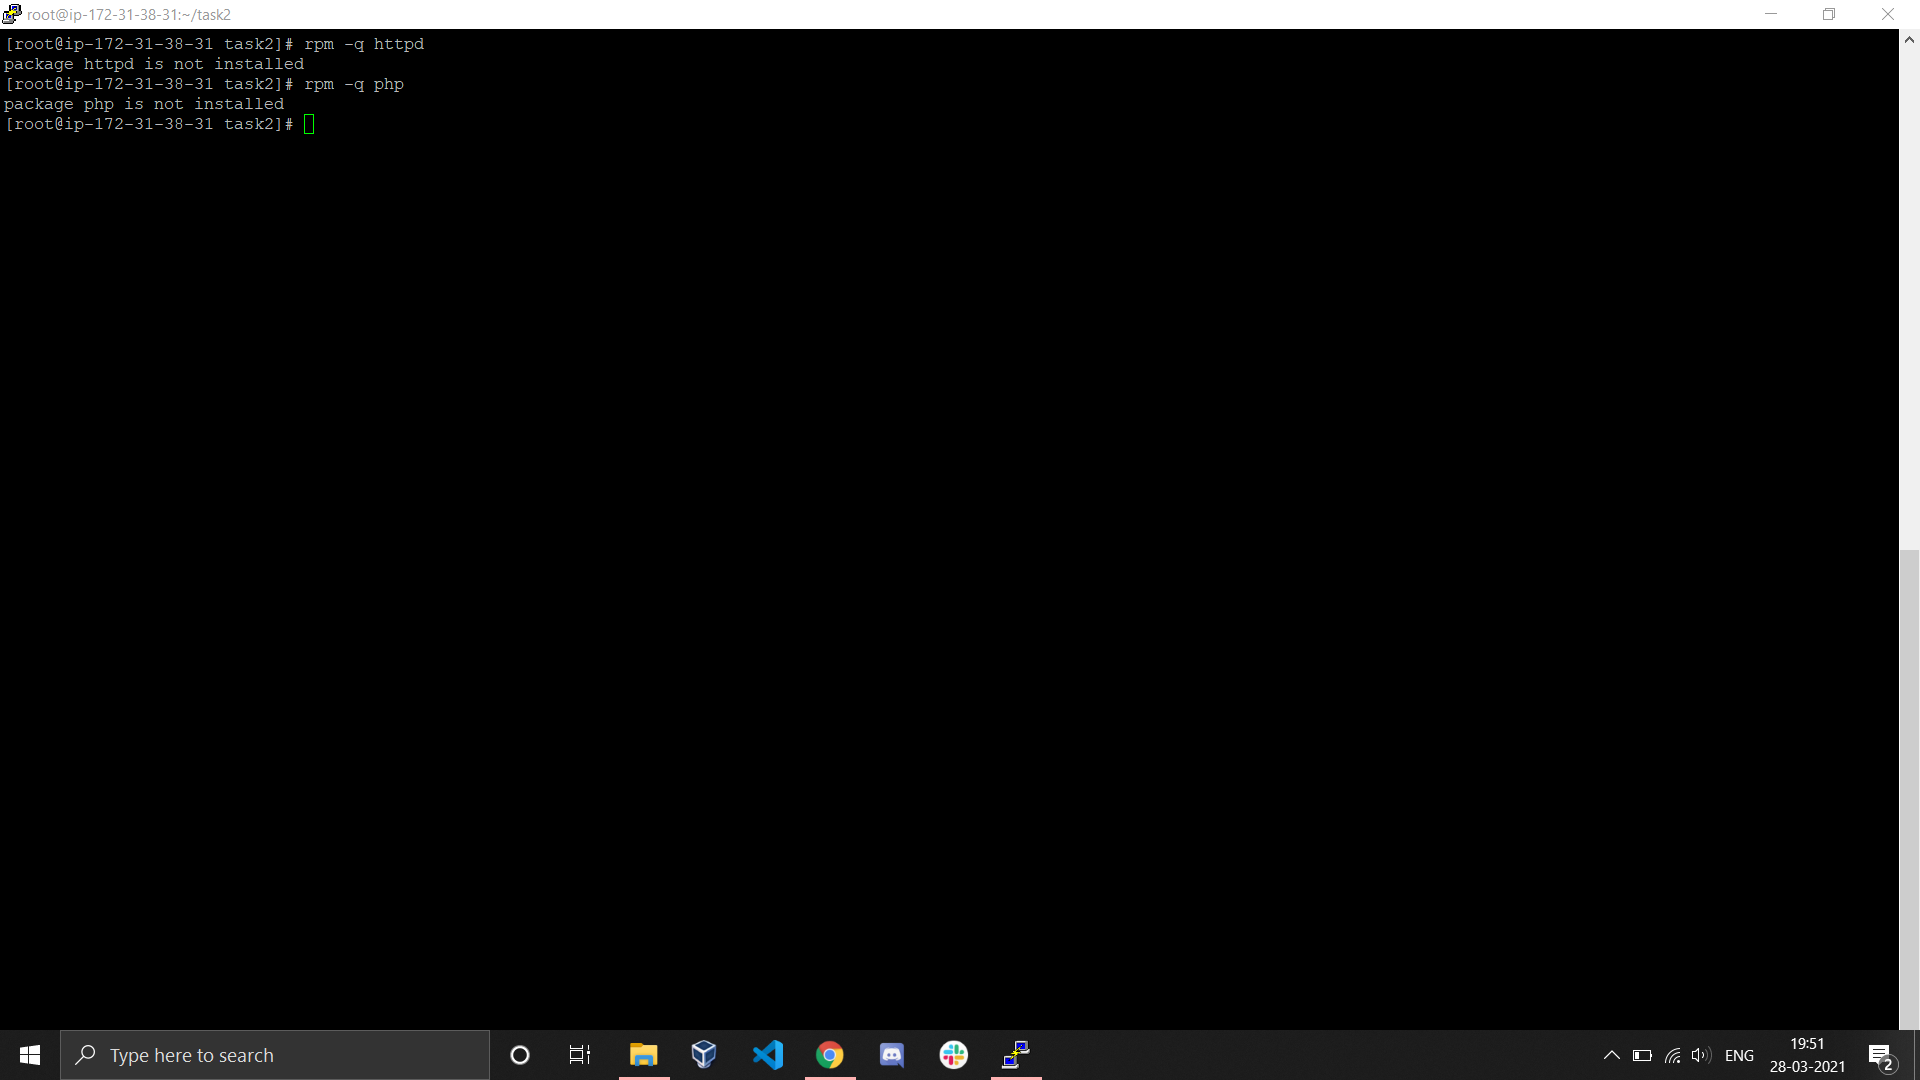 root@ip-172-31-38-31:~/task2
[root@ip-172-31-38-31 task2]# rpm -q httpd
package httpd is not installed
[root@ip-172-31-38-31 task2]# rpm -q php
package php is not installed
[root@ip-172-31-38-31 task2]#
Type here to search
ENG
19:51
28-03-2021
2